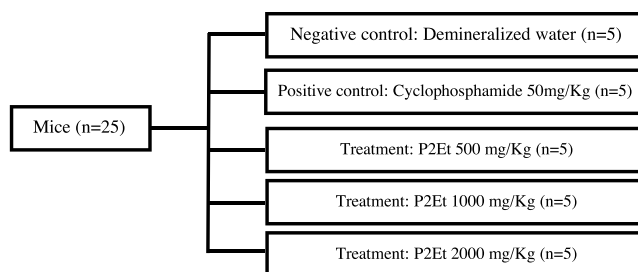 Negative control: Demineralized water (n=5)
Positive control: Cyclophosphamide 50mg/Kg (n=5)
Mice (n=25)
Treatment: P2Et 500 mg/Kg (n=5)
Treatment: P2Et 1000 mg/Kg (n=5)
Treatment: P2Et 2000 mg/Kg (n=5)